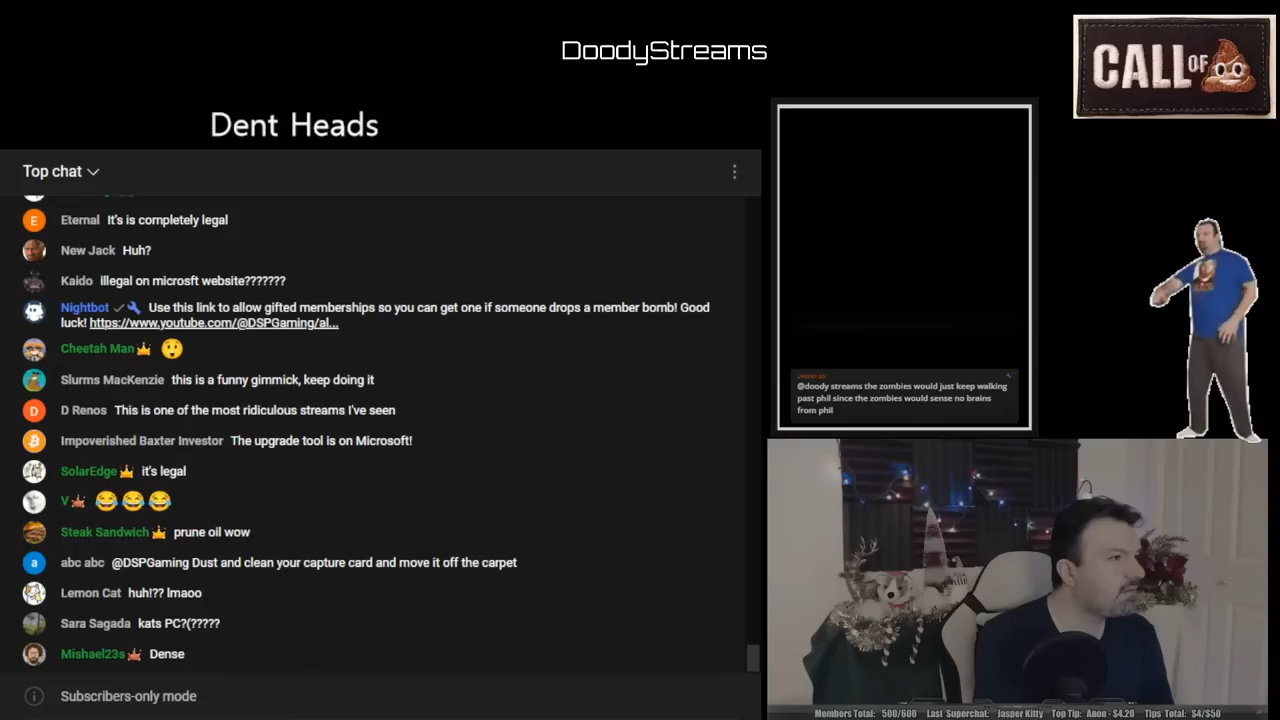 DoodyStreams
CALL OF
Dent Heads
Top chat
Eternal It's is completely legal
New Jack Huh?
Kaido illegal on microsft website???????
Nightbot Use this link to allow gifted memberships so you can get one if someone drops a member bomb! Good
luck! https://www.youtube.com/@DSPGaming/al...
Cheetah Man
Slurms MacKenzie this is a funny gimmick, keep doing it
D Renos This is one of the most ridiculous streams I've seen
Impoverished Baxter Investor The upgrade tool is on Microsoft!
SolarEdge it's legal
V
Steak Sandwich prune oil wow
abc abc @DSPGaming Dust and clean your capture card and move it off the carpet
Lemon Cat huh!?? lmaoo
Sara Sagada kats PC?(?????
Mishael23s Dense
Subscribers-only mode
@doody streams the zombies would just keep walking
past phil since the zombies would sense no brains
from phil
Members Total: 500/600 Last Superchat: Jasper Kitty Top Tip: Anon - $4.20 Tips Total: $4/$50